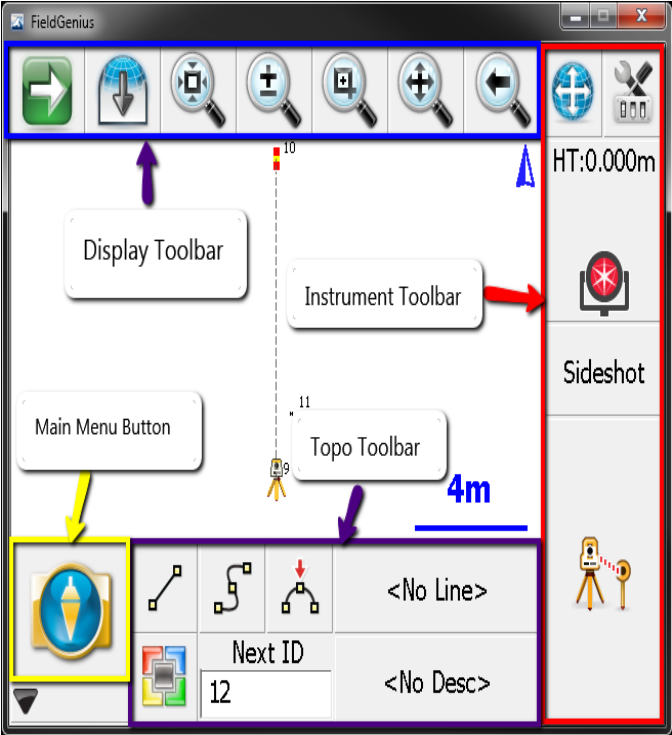 FieldGenius
HT:0.000m
10
Display Toolbar
Instrument Toolbar
Sideshot
11
Main Menu Button
Topo Toolbar
9
4m
<No Line>
Next ID
12
<No Desc>